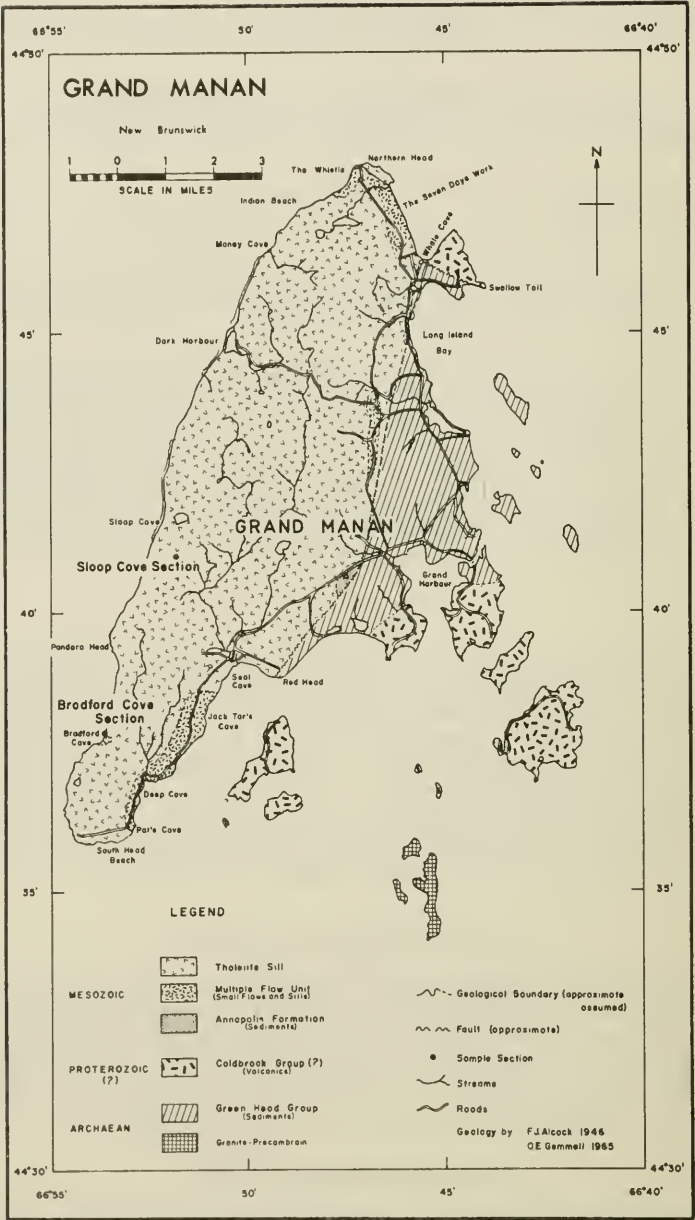 66°55'
50'
45'
66°40'
44°50'
44°50'
GRAND MANAN
New Brunswick
1 0 1 2 3
SCALE IN MILES
N
Northern Head
The Whistle
The Seven Days Work
Indian Beach
Whale Cove
Money Cove
Swallow Tail
45'
45'
Dark Harbour
Long Island
Bay
Sloop Cove
GRAND MANAN
Sloop Cove Section
Grand
Harbour
40'
40'
Pandora Head
Seal
Cove
Red Head
Bradford Cove
Section
Jack Tar's
Cove
Bradford
Cove
Deep Cove
Pat's Cove
South Head
Beach
35'
35'
LEGEND
MESOZOIC
Tholeiite Sill
Multiple Flow Unit
(Small Flows and Sills)
Annapolis Formation
(Sediments)
PROTEROZOIC
(?)
Coldbrook Group (?)
(Volcanics)
ARCHAEAN
Green Head Group
(Sediments)
Granite-Precambrain
Geological Boundary (approximate
assumed)
Fault (approximate)
Sample Section
Streams
Roads
Geology by F.J.Alcock 1946
O.E Gemmell 1965
44°30'
44°30'
66°55'
50'
45'
66°40'